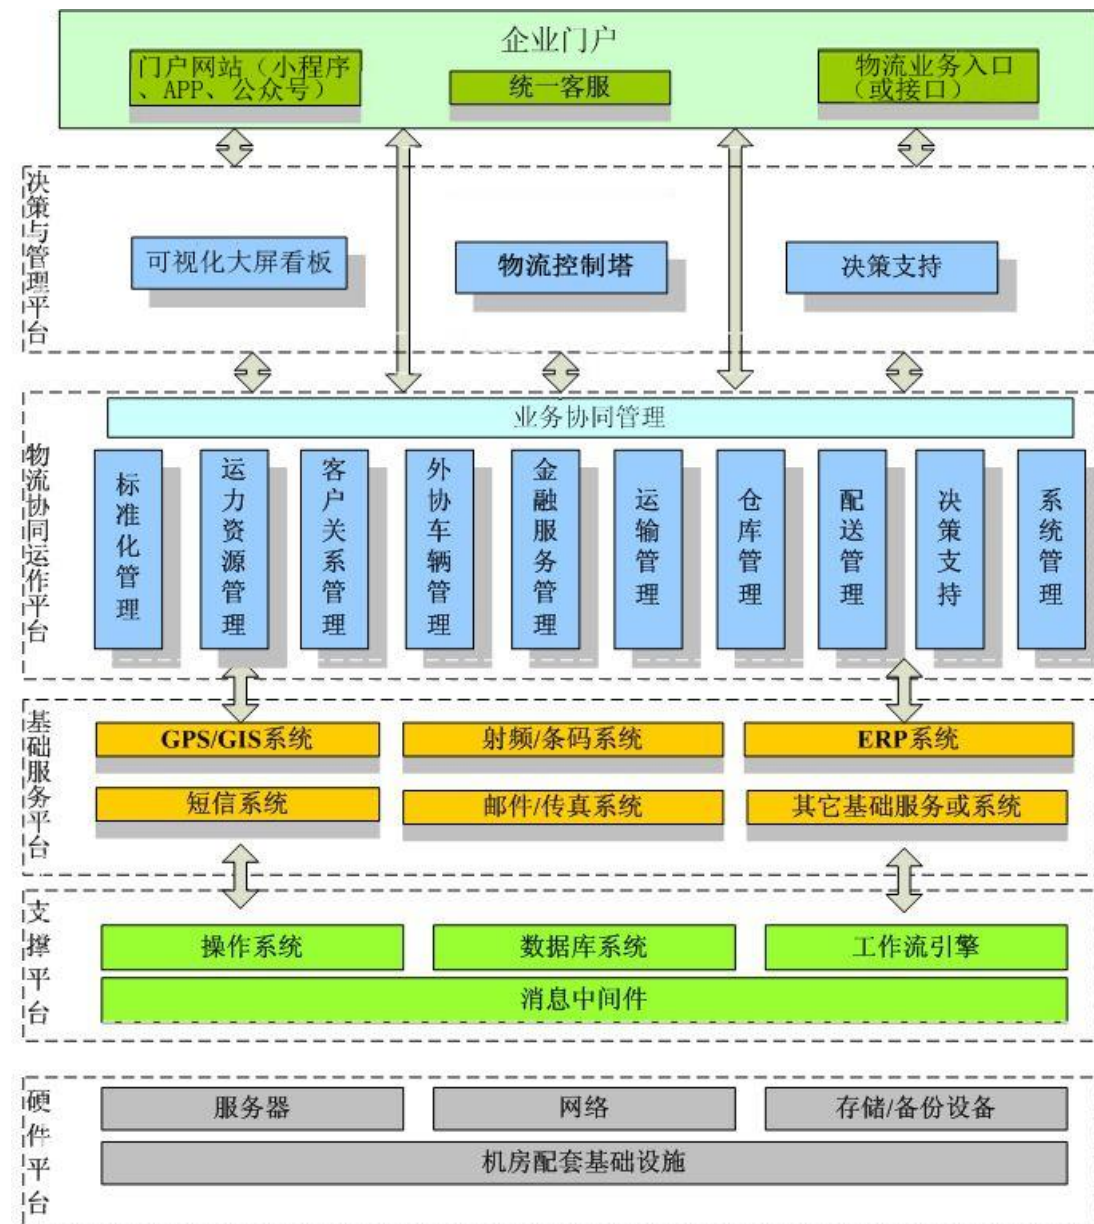 企业门户
门户网站（小程序
、APP、公众号）
统一客服
物流业务入口
（或接口）
决策与管理平台
可视化大屏看板
物流控制塔
决策支持
物流协同运作平台
业务协同管理
标准化管理
运力资源管理
客户关系管理
外协车辆管理
金融服务管理
运输管理
仓库管理
配送管理
决策支持
系统管理
基础服务平台
GPS/GIS系统
射频/条码系统
ERP系统
短信系统
邮件/传真系统
其它基础服务或系统
支撑平台
操作系统
数据库系统
工作流引擎
消息中间件
硬件平台
服务器
网络
存储/备份设备
机房配套基础设施